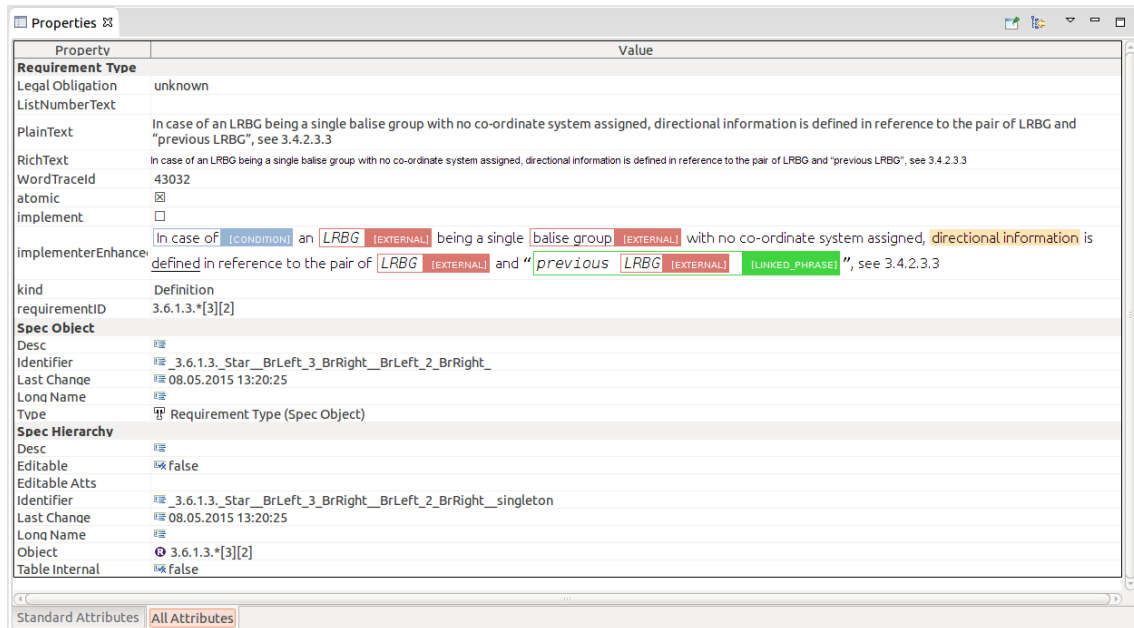 Properties
Property Value
Requirement Type
Legal Obligation unknown
ListNumberText
PlainText In case of an LRBG being a single balise group with no co-ordinate system assigned, directional information is defined in reference to the pair of LRBG and
“previous LRBG”, see 3.4.2.3.3
RichText In case of an LRBG being a single balise group with no co-ordinate system assigned, directional information is defined in reference to the pair of LRBG and “previous LRBG”, see 3.4.2.3.3
WordTraceId 43032
atomic
implement
implementerEnhance In case of [CONDITION] an LRBG [EXTERNAL] being a single balise group [EXTERNAL] with no co-ordinate system assigned, directional information is
defined in reference to the pair of LRBG [EXTERNAL] and “ previous LRBG [EXTERNAL] [LINKED_PHRASE] ”, see 3.4.2.3.3
kind Definition
requirementID 3.6.1.3.*[3][2]
Spec Object
Desc
Identifier _3.6.1.3._Star__BrLeft_3_BrRight__BrLeft_2_BrRight_
Last Change 08.05.2015 13:20:25
Long Name
Type Requirement Type (Spec Object)
Spec Hierarchy
Desc
Editable false
Editable Atts
Identifier _3.6.1.3._Star__BrLeft_3_BrRight__BrLeft_2_BrRight__singleton
Last Change 08.05.2015 13:20:25
Long Name
Object R 3.6.1.3.*[3][2]
Table Internal false
Standard Attributes All Attributes